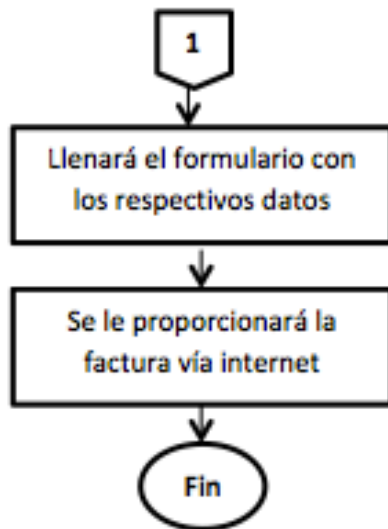 1
Llenará el formulario con
los respectivos datos
Se le proporcionará la
factura vía internet
Fin